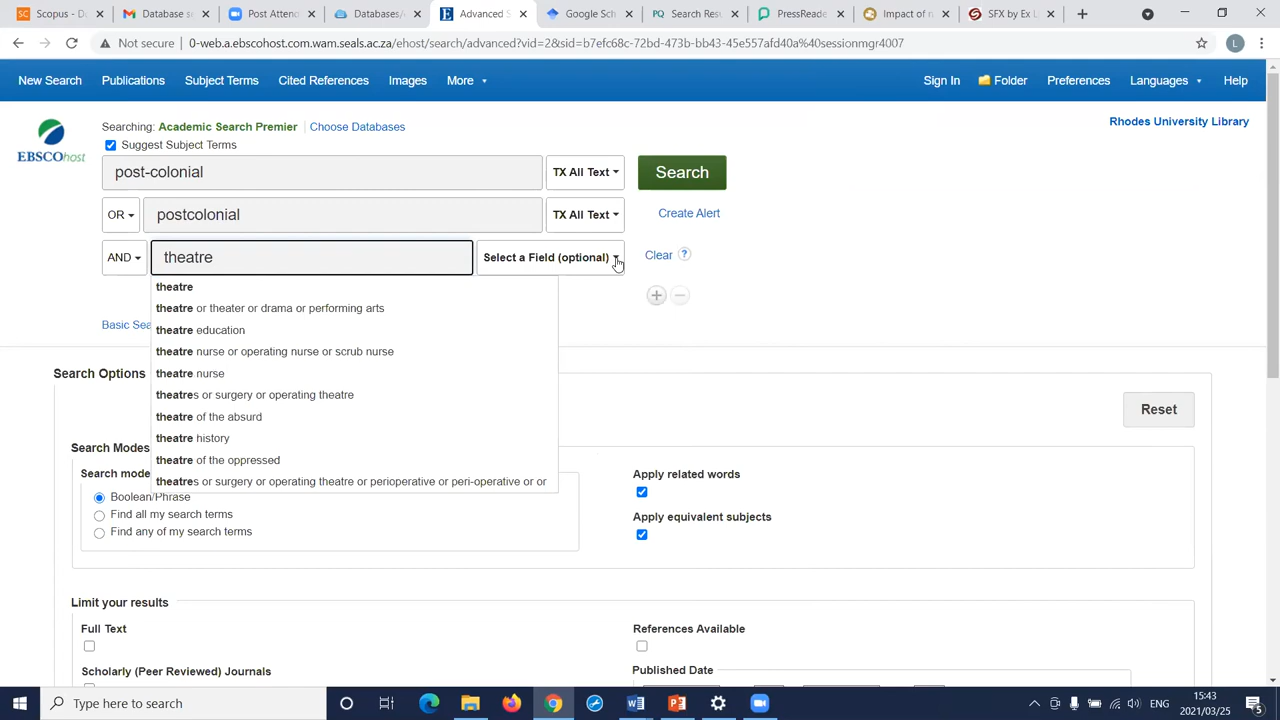 Scopus - Doc
Database
Post Attend
Databases/
Advanced S
Google Sch
Search Resu
PressReade
Impact of n
SFX by Ex L
Not secure
0-web.a.ebscohost.com.wam.seals.ac.za/ehost/search/advanced?vid=2&sid=b7efc68c-72bd-473b-bb43-45e557ayd40a%40sessionmgr4007
L
New Search
Publications
Subject Terms
Cited References
Images
More
Sign In
Folder
Preferences
Languages
Help
Searching: Academic Search Premier
Choose Databases
Rhodes University Library
EBSCOhost
Suggest Subject Terms
post-colonial
TX All Text
Search
OR
postcolonial
TX All Text
Create Alert
AND
theatre
Select a Field (optional)
Clear
?
theatre
theatre or theater or drama or performing arts
Basic Sea
theatre education
theatre nurse or operating nurse or scrub nurse
theatre nurse
theatres or surgery or operating theatre
theatre of the absurd
theatre history
theatre of the oppressed
theatres or surgery or operating theatre or perioperative or peri-operative or or
Search Options
Reset
Search Modes
Search mode
Boolean/Phrase
Find all my search terms
Find any of my search terms
Apply related words
Apply equivalent subjects
Limit your results
Full Text
References Available
Scholarly (Peer Reviewed) Journals
Published Date
Type here to search
ENG
15:43
2021/03/25
5